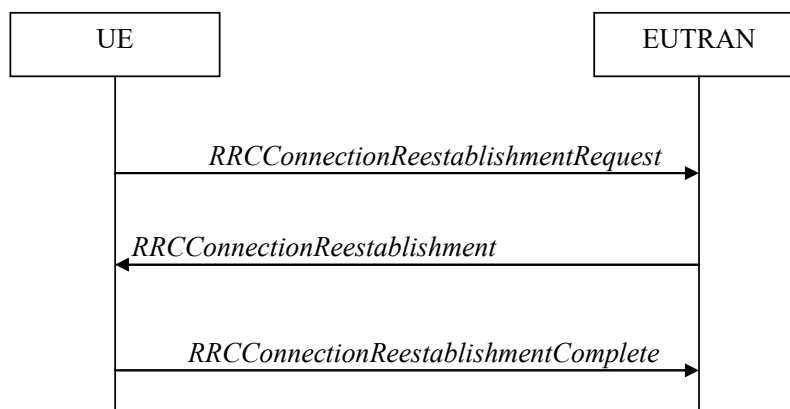 UE
EUTRAN
RRCConnectionReestablishmentRequest
RRCConnectionReestablishment
RRCConnectionReestablishmentComplete